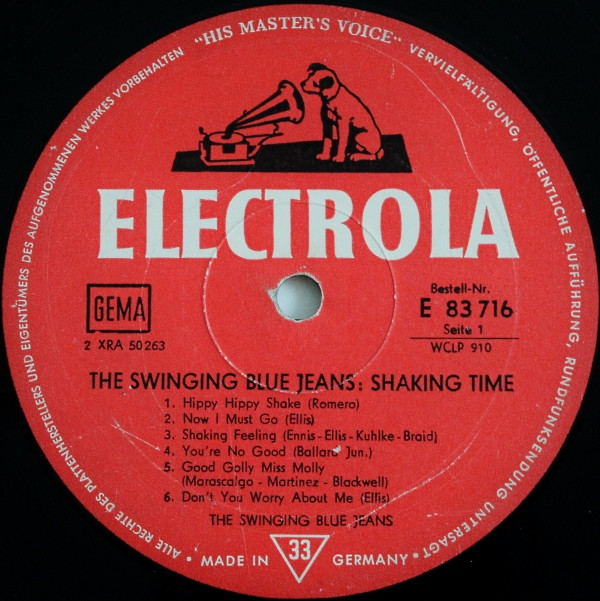 "HIS MASTER'S VOICE"
VERVIELFÄLTIGUNG, ÖFFENTLICHE AUFFÜHRUNG, RUNDFUNKSENDUNG UNTERSAGT •
• ALLE RECHTE DES PLATTENHERSTELLERS UND EIGENTÜMERS DES AUFGENOMMENEN WERKES VORBEHALTEN
ELECTROLA
GEMA
2 XRA 50263
Bestell-Nr.
E 83 716
Seite 1
WCLP 910
THE SWINGING BLUE JEANS: SHAKING TIME
1. Hippy Hippy Shake (Romero)
2. Now I Must Go (Ellis)
3. Shaking Feeling (Ennis-Ellis-Kuhlke-Braid)
4. You're No Good (Ballard Jun.)
5. Good Golly Miss Molly
(Marascalgo - Martinez - Blackwell)
6. Don't You Worry About Me (Ellis)
THE SWINGING BLUE JEANS
MADE IN 33 GERMANY